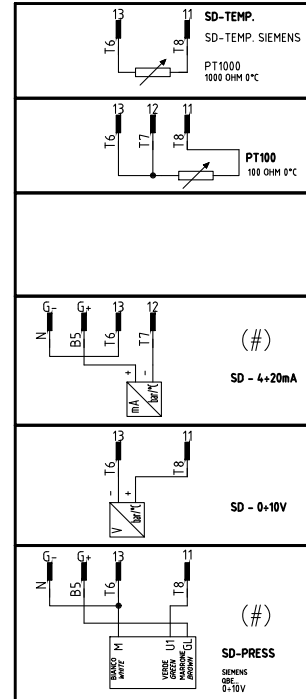 13 11 SD-TEMP.
T6 T8 SD-TEMP. SIEMENS
PT1000
1000 OHM 0°C
13 12 11
T6 T7 T8 PT100
100 OHM 0°C
G- G+ 13 12
N B5 T6 T7 (#)
+ -
mA bar/°C SD - 4÷20mA
13 11
T6 T8
- +
V bar/°C SD - 0÷10V
G- G+ 13 11
N B5 T6 T8 (#)
M U1 GL
BIANCO VERDE MARRONE
WHITE GREEN BROWN
SD-PRESS
SIEMENS
QBE...
0÷10V